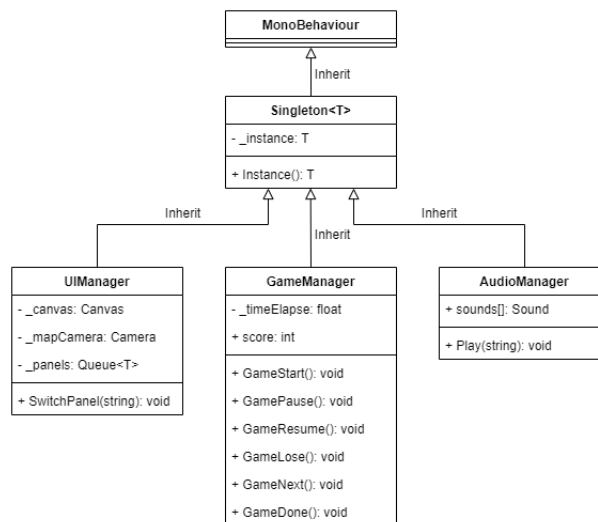 MonoBehaviour
Inherit
Singleton<T>
- _instance: T
+ Instance(): T
Inherit
Inherit
Inherit
UIManager
- _canvas: Canvas
- _mapCamera: Camera
- _panels: Queue<T>
+ SwitchPanel(string): void
GameManager
- _timeElapse: float
+ score: int
+ GameStart(): void
+ GamePause(): void
+ GameResume(): void
+ GameLose(): void
+ GameNext(): void
+ GameDone(): void
AudioManager
+ sounds[]: Sound
+ Play(string): void